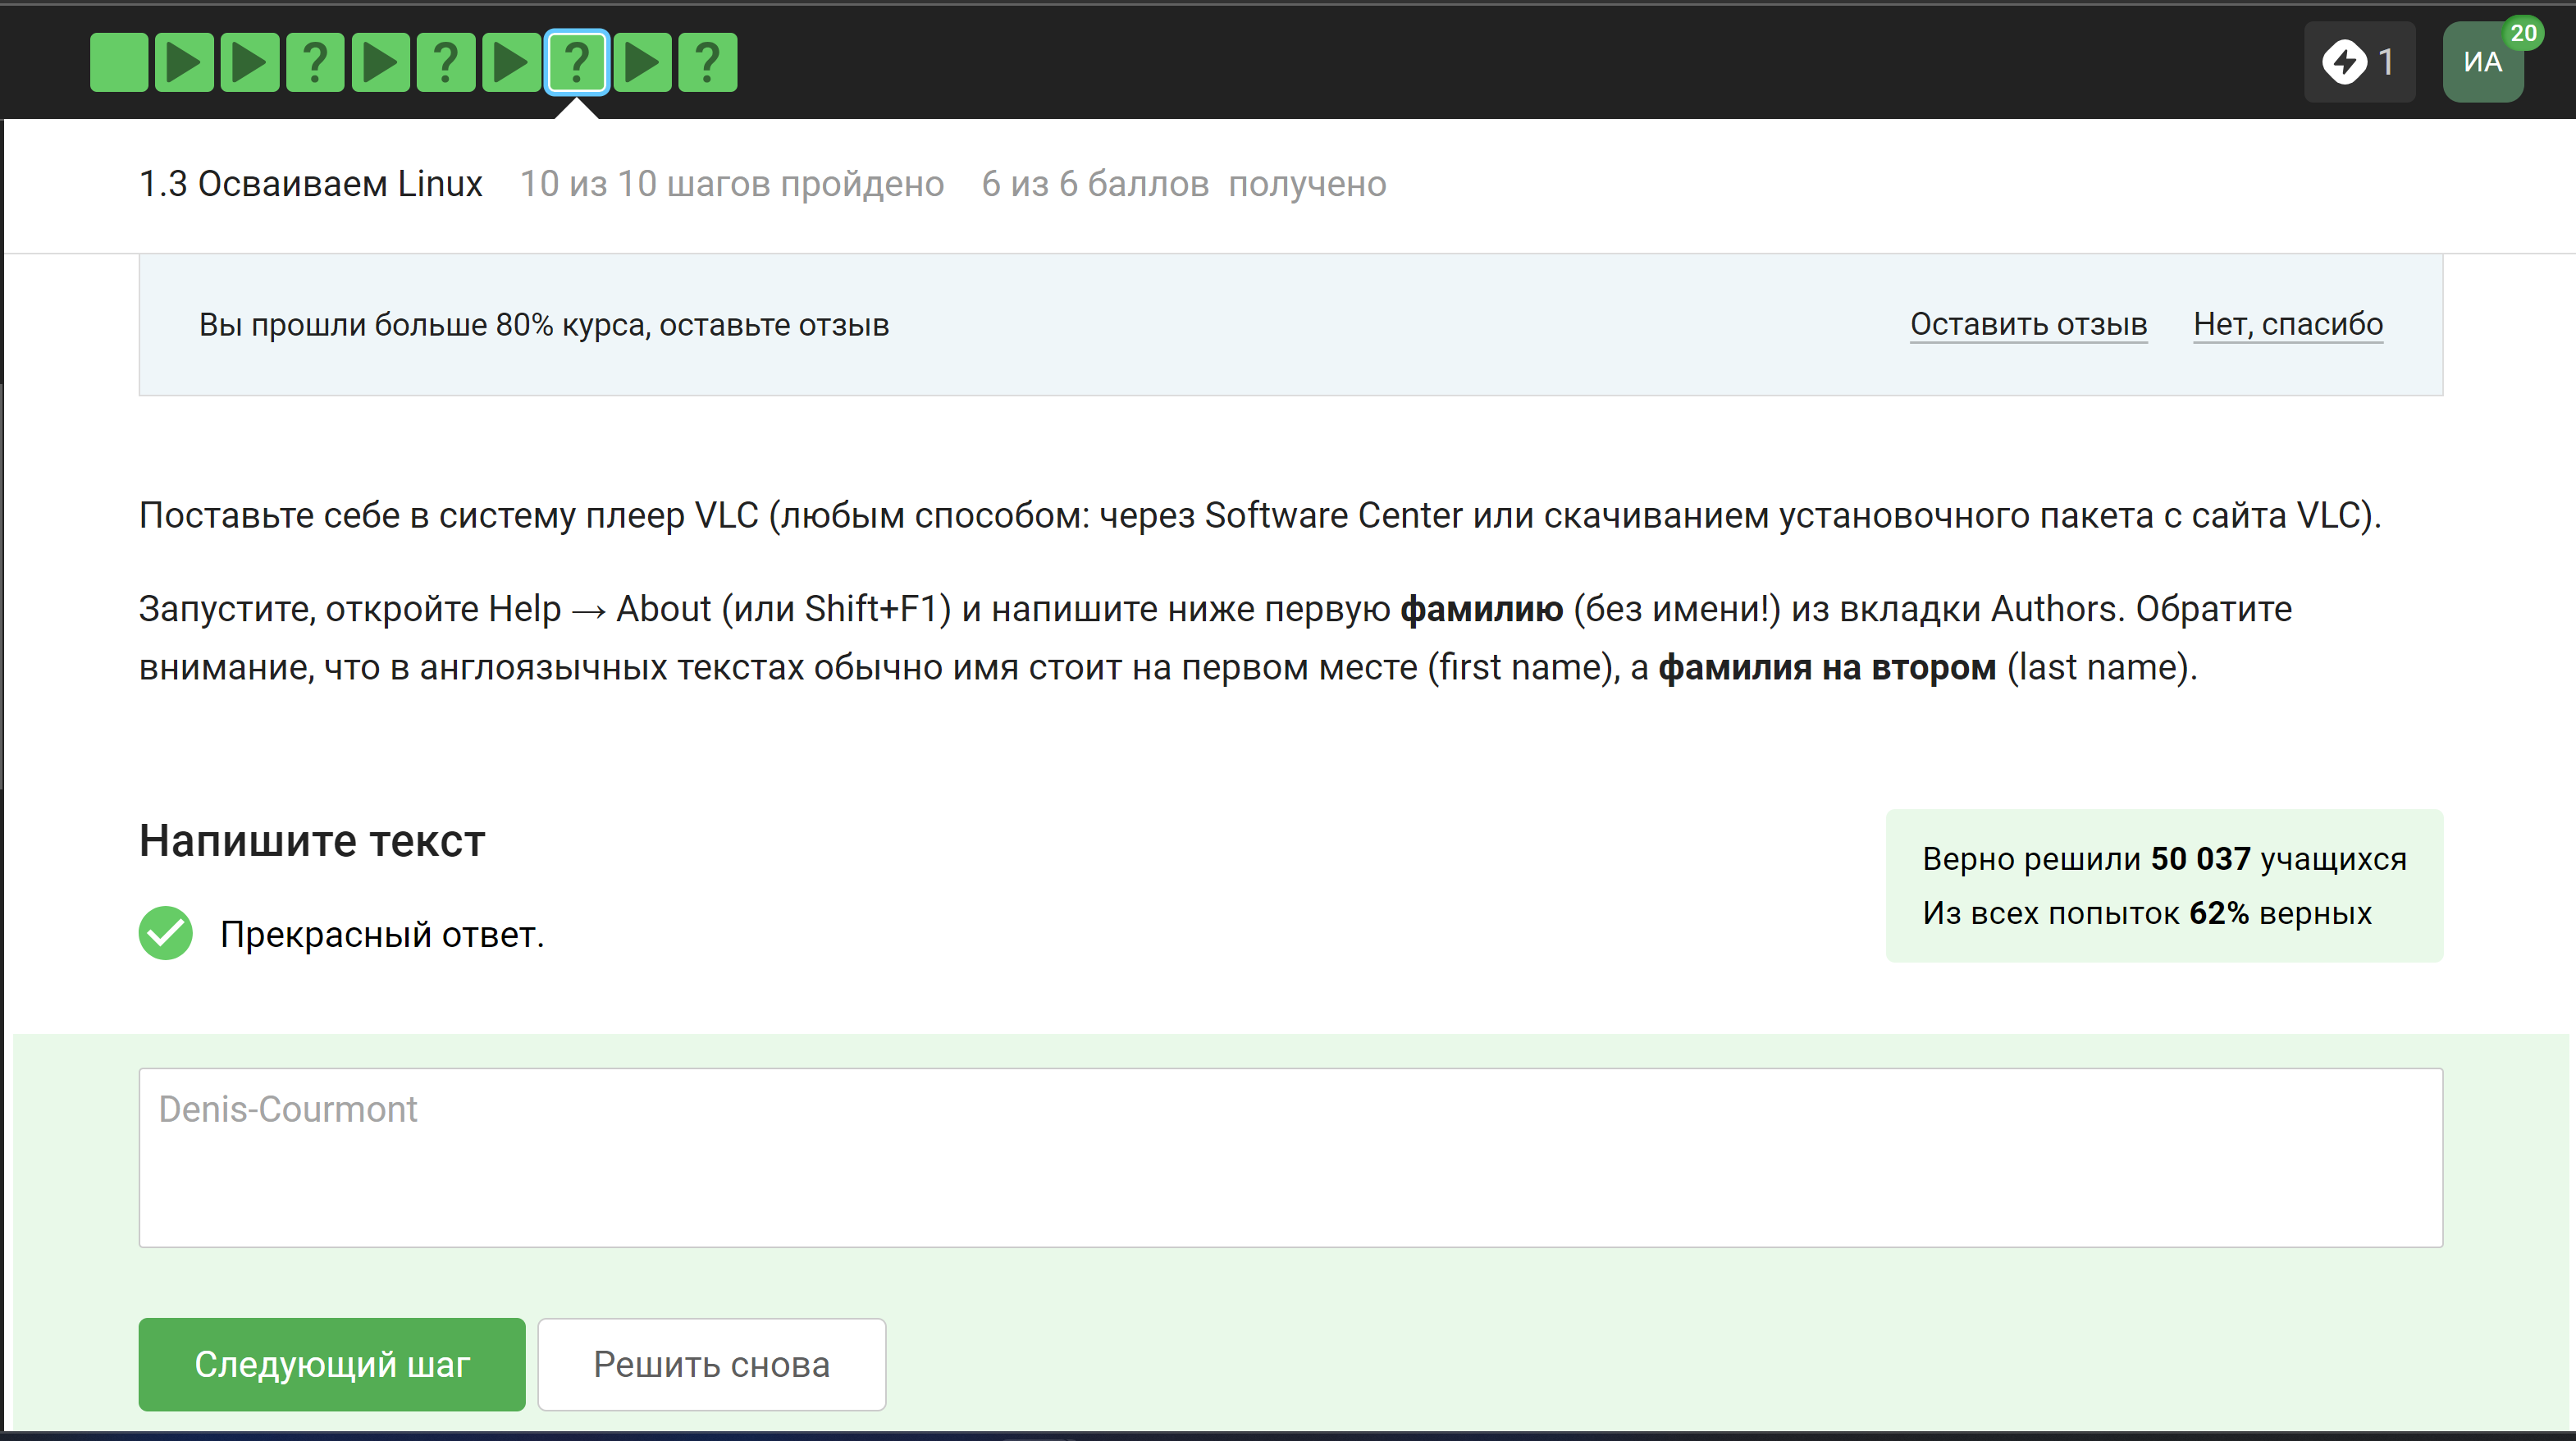 ? ? ? ?
1
ИА
20
1.3 Осваиваем Linux 10 из 10 шагов пройдено 6 из 6 баллов получено
Вы прошли больше 80% курса, оставьте отзыв Оставить отзыв Нет, спасибо
Поставьте себе в систему плеер VLC (любым способом: через Software Center или скачиванием установочного пакета с сайта VLC).
Запустите, откройте Help → About (или Shift+F1) и напишите ниже первую фамилию (без имени!) из вкладки Authors. Обратите
внимание, что в англоязычных текстах обычно имя стоит на первом месте (first name), а фамилия на втором (last name).
Напишите текст
Прекрасный ответ.
Верно решили 50 037 учащихся
Из всех попыток 62% верных
Denis-Courmont
Следующий шаг Решить снова